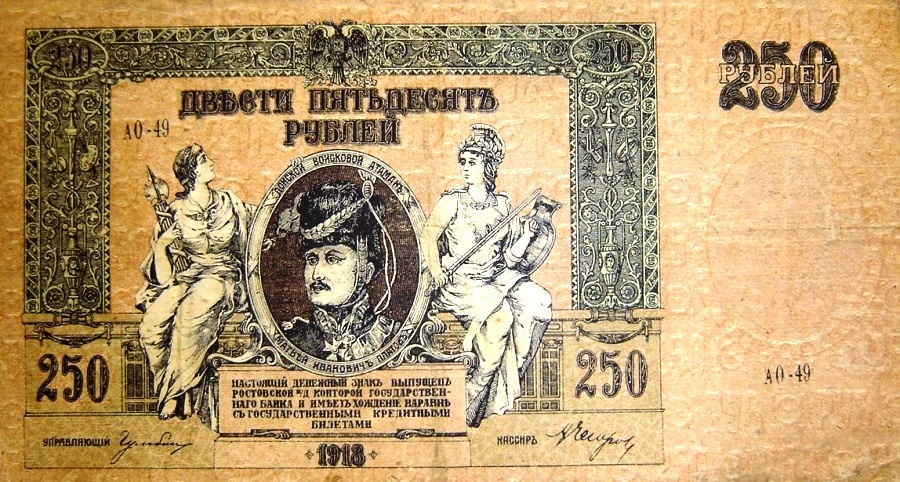 250
250
250
РУБЛЕЙ
ДВѢСТИ ПЯТЬДЕСЯТЪ
РУБЛЕЙ
АО-49
ДОНСКОЙ ВОЙСКОВОЙ АТАМАНЪ
МАТВѢЙ ИВАНОВИЧЪ ПЛАТОВЪ
250
250
АО-49
НАСТОЯЩІЙ ДЕНЕЖНЫЙ ЗНАКЪ ВЫПУЩЕНЪ
РОСТОВСКОЙ н/Д КОНТОРОЙ ГОСУДАРСТВЕН-
НАГО БАНКА И ИМѢЕТЪ ХОЖДЕНІЕ НАРАВНѢ
СЪ ГОСУДАРСТВЕННЫМИ КРЕДИТНЫМИ
БИЛЕТАМИ
УПРАВЛЯЮЩІЙ
КАССИРЪ
1918